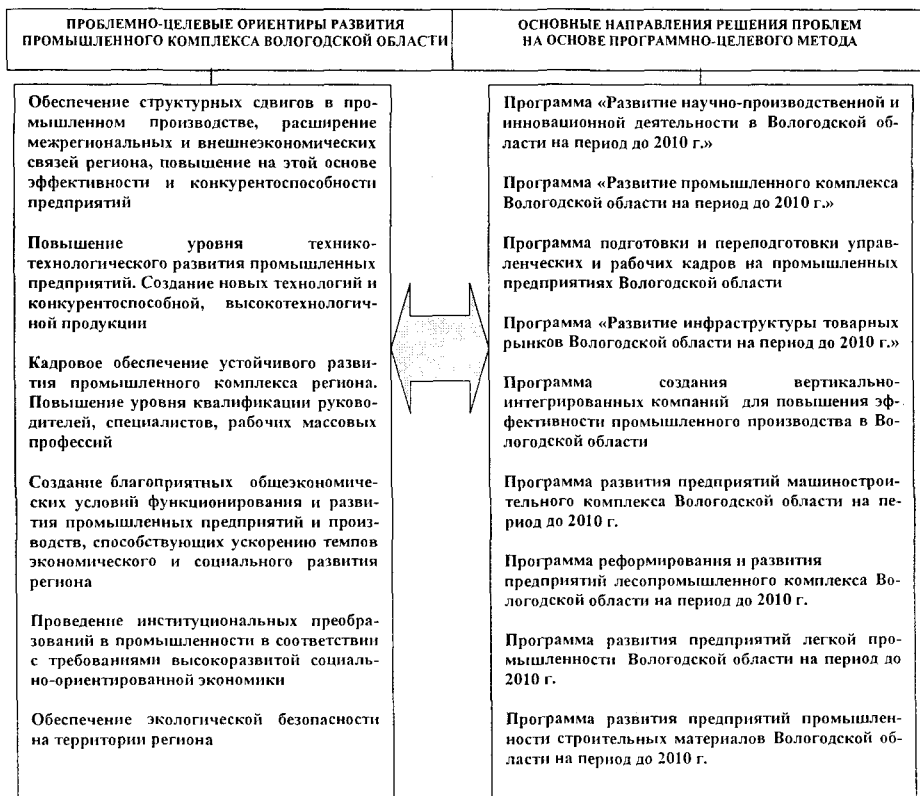 ПРОБЛЕМНО-ЦЕЛЕВЫЕ ОРИЕНТИРЫ РАЗВИТИЯ
ПРОМЫШЛЕННОГО КОМПЛЕКСА ВОЛОГОДСКОЙ ОБЛАСТИ
Обеспечение структурных сдвигов в про-
мышленном производстве, расширение
межрегиональных и внешнеэкономических
связей региона, повышение на этой основе
эффективности и конкурентоспособности
предприятий
Повышение уровня технико-
технологического развития промышленных
предприятий. Создание новых технологий и
конкурентоспособной, высокотехнологич-
ной продукции
Кадровое обеспечение устойчивого разви-
тия промышленного комплекса региона.
Повышение уровня квалификации руково-
дителей, специалистов, рабочих массовых
профессий
Создание благоприятных общеэкономиче-
ских условий функционирования и разви-
тия промышленных предприятий и произ-
водств, способствующих ускорению темпов
экономического и социального развития
региона
Проведение институциональных преобра-
зований в промышленности в соответствии
с требованиями высокоразвитой социаль-
но-ориентированной экономики
Обеспечение экологической безопасности
на территории региона
ОСНОВНЫЕ НАПРАВЛЕНИЯ РЕШЕНИЯ ПРОБЛЕМ
НА ОСНОВЕ ПРОГРАММНО-ЦЕЛЕВОГО МЕТОДА
Программа «Развитие научно-производственной и
инновационной деятельности в Вологодской об-
ласти на период до 2010 г.»
Программа «Развитие промышленного комплекса
Вологодской области на период до 2010 г.»
Программа подготовки и переподготовки управ-
ленческих и рабочих кадров на промышленных
предприятиях Вологодской области
Программа «Развитие инфраструктуры товарных
рынков Вологодской области на период до 2010 г.»
Программа создания вертикально-
интегрированных компаний для повышения эф-
фективности промышленного производства в Во-
логодской области
Программа развития предприятий машинострои-
тельного комплекса Вологодской области на пе-
риод до 2010 г.
Программа реформирования и развития
предприятий лесопромышленного комплекса Во-
логодской области на период до 2010 г.
Программа развития предприятий легкой про-
мышленности Вологодской области на период до
2010 г.
Программа развития предприятий промышлен-
ности строительных материалов Вологодской об-
ласти на период до 2010 г.